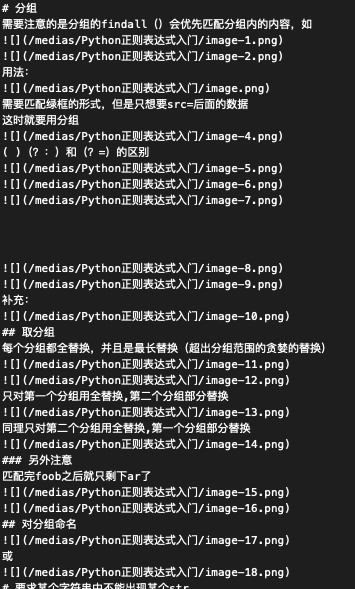 # 分组
需要注意的是分组的findall（）会优先匹配分组内的内容，如
![](/medias/Python正则表达式入门/image-1.png)
![](/medias/Python正则表达式入门/image-2.png)
用法：
![](/medias/Python正则表达式入门/image.png)
需要匹配绿框的形式，但是只想要src=后面的数据
这时就要用分组
![](/medias/Python正则表达式入门/image-4.png)
( ) (? : ) 和 (? =) 的区别
![](/medias/Python正则表达式入门/image-5.png)
![](/medias/Python正则表达式入门/image-6.png)
![](/medias/Python正则表达式入门/image-7.png)
![](/medias/Python正则表达式入门/image-8.png)
![](/medias/Python正则表达式入门/image-9.png)
补充：
![](/medias/Python正则表达式入门/image-10.png)
## 取分组
每个分组都全替换，并且是最长替换（超出分组范围的贪婪的替换）
![](/medias/Python正则表达式入门/image-11.png)
![](/medias/Python正则表达式入门/image-12.png)
只对第一个分组用全替换,第二个分组部分替换
![](/medias/Python正则表达式入门/image-13.png)
同理只对第二个分组用全替换,第一个分组部分替换
![](/medias/Python正则表达式入门/image-14.png)
### 另外注意
匹配完foob之后就只剩下ar了
![](/medias/Python正则表达式入门/image-15.png)
![](/medias/Python正则表达式入门/image-16.png)
## 对分组命名
![](/medias/Python正则表达式入门/image-17.png)
或
![](/medias/Python正则表达式入门/image-18.png)
# 要求某个字符串中不能出现某个str